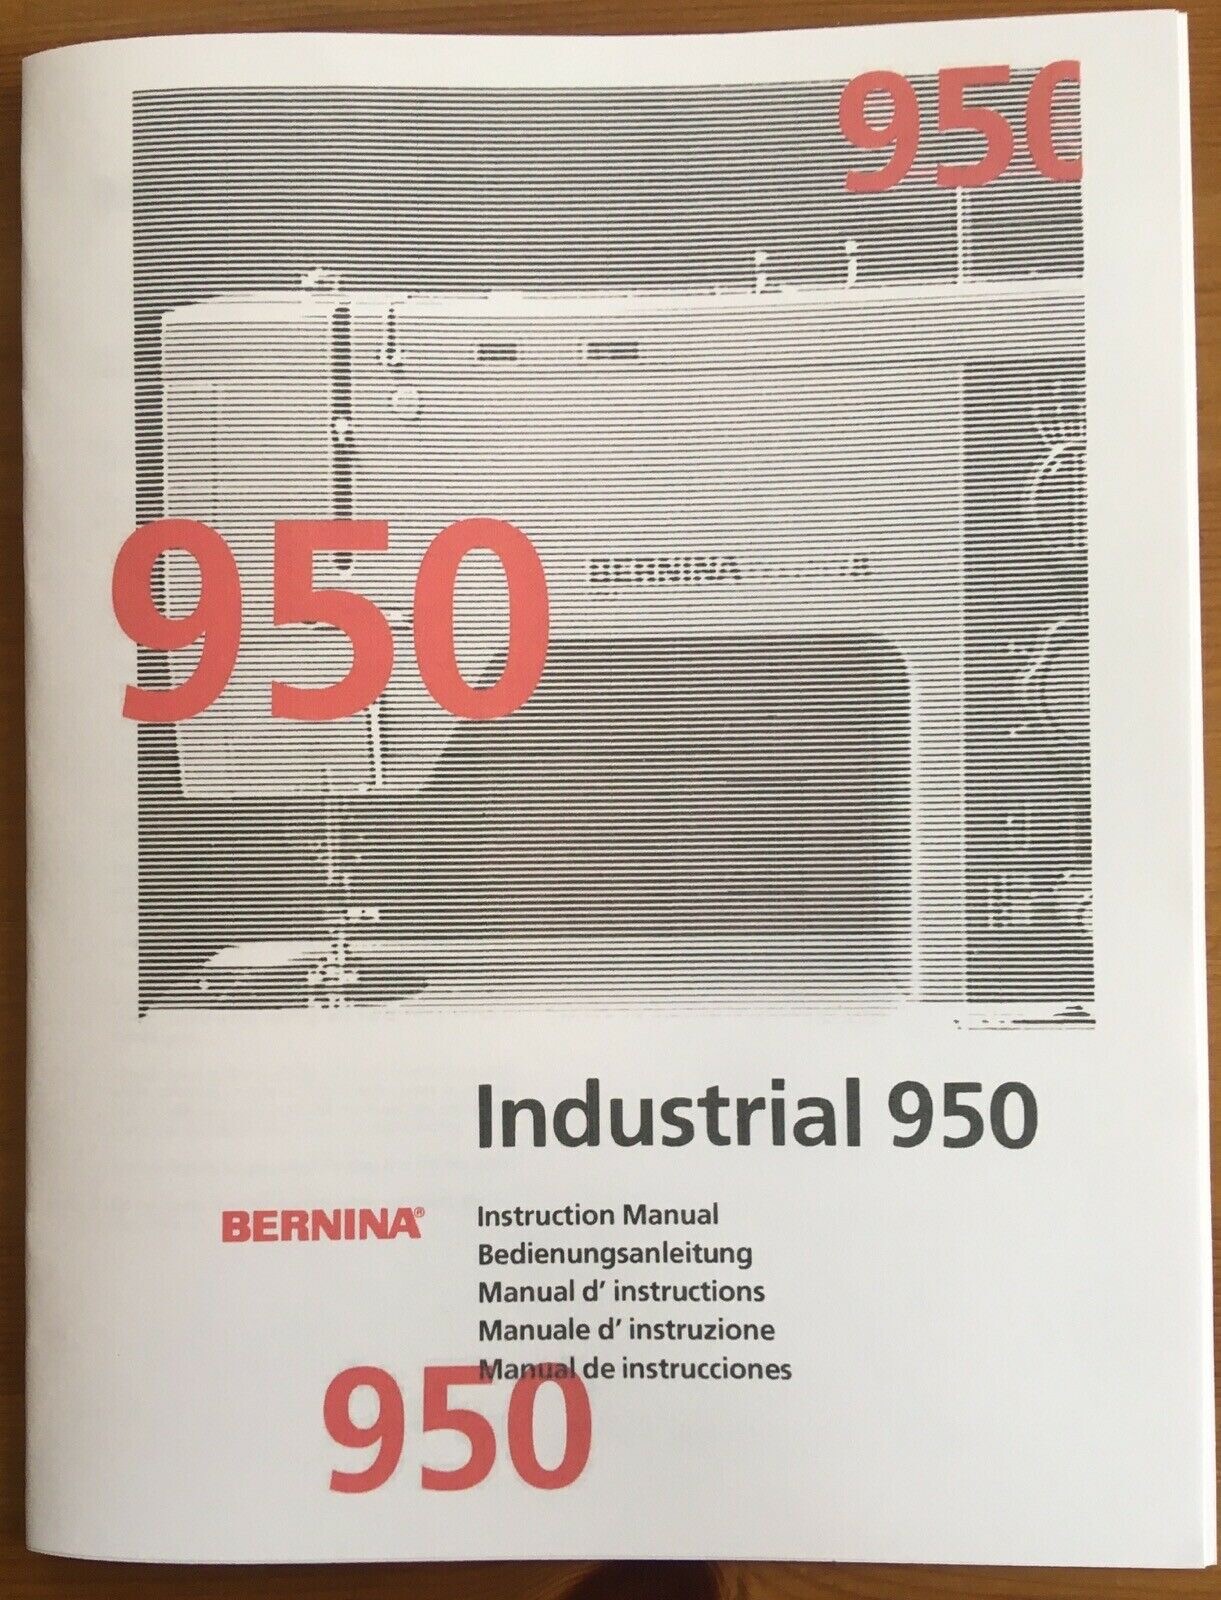 950
950
BERNINA
Industrial 950
BERNINA®
Instruction Manual
Bedienungsanleitung
Manual d' instructions
Manuale d' instruzione
Manual de instrucciones
950